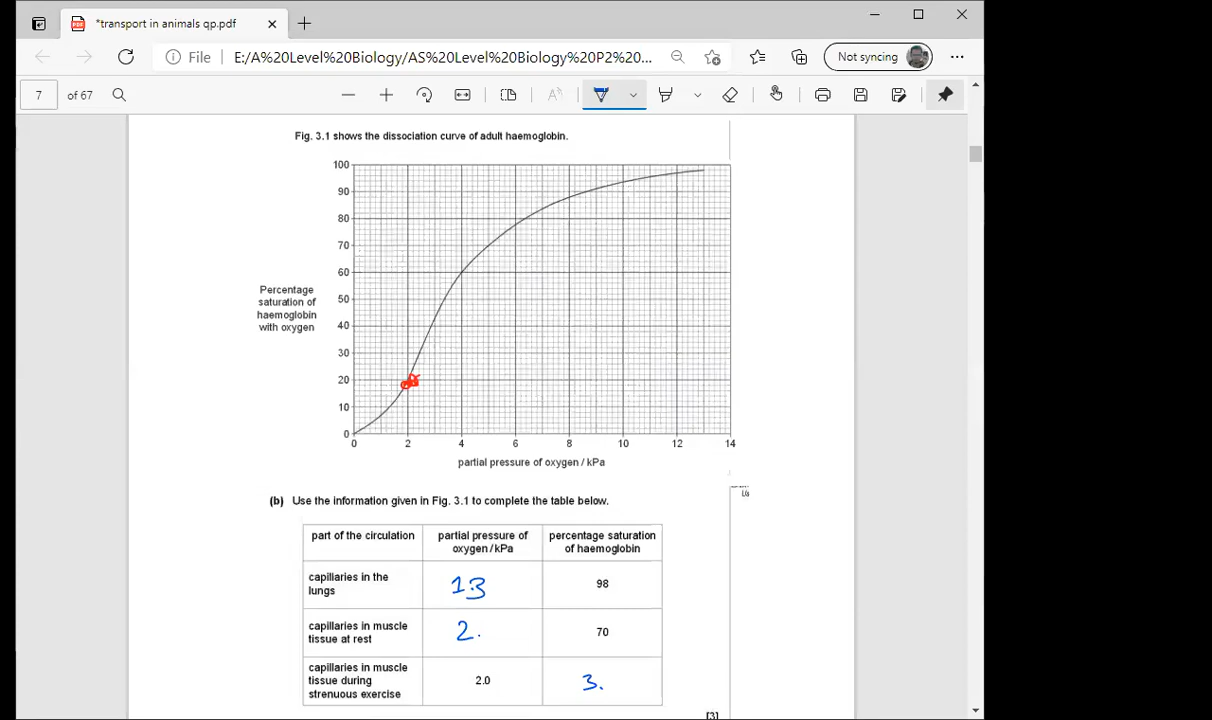 *transport in animals qp.pdf
File
E:/A%20Level%20Biology/AS%20Level%20Biology%20P2%20...
Not syncing
7 of 67
Fig. 3.1 shows the dissociation curve of adult haemoglobin.
100
90
80
70
60
50
40
30
20
10
0
Percentage
saturation of
haemoglobin
with oxygen
0 2 4 6 8 10 12 14
partial pressure of oxygen / kPa
(b) Use the information given in Fig. 3.1 to complete the table below.
part of the circulation
partial pressure of
oxygen / kPa
percentage saturation
of haemoglobin
capillaries in the
lungs
13
98
capillaries in muscle
tissue at rest
2.
70
capillaries in muscle
tissue during
strenuous exercise
2.0
3.
[3]